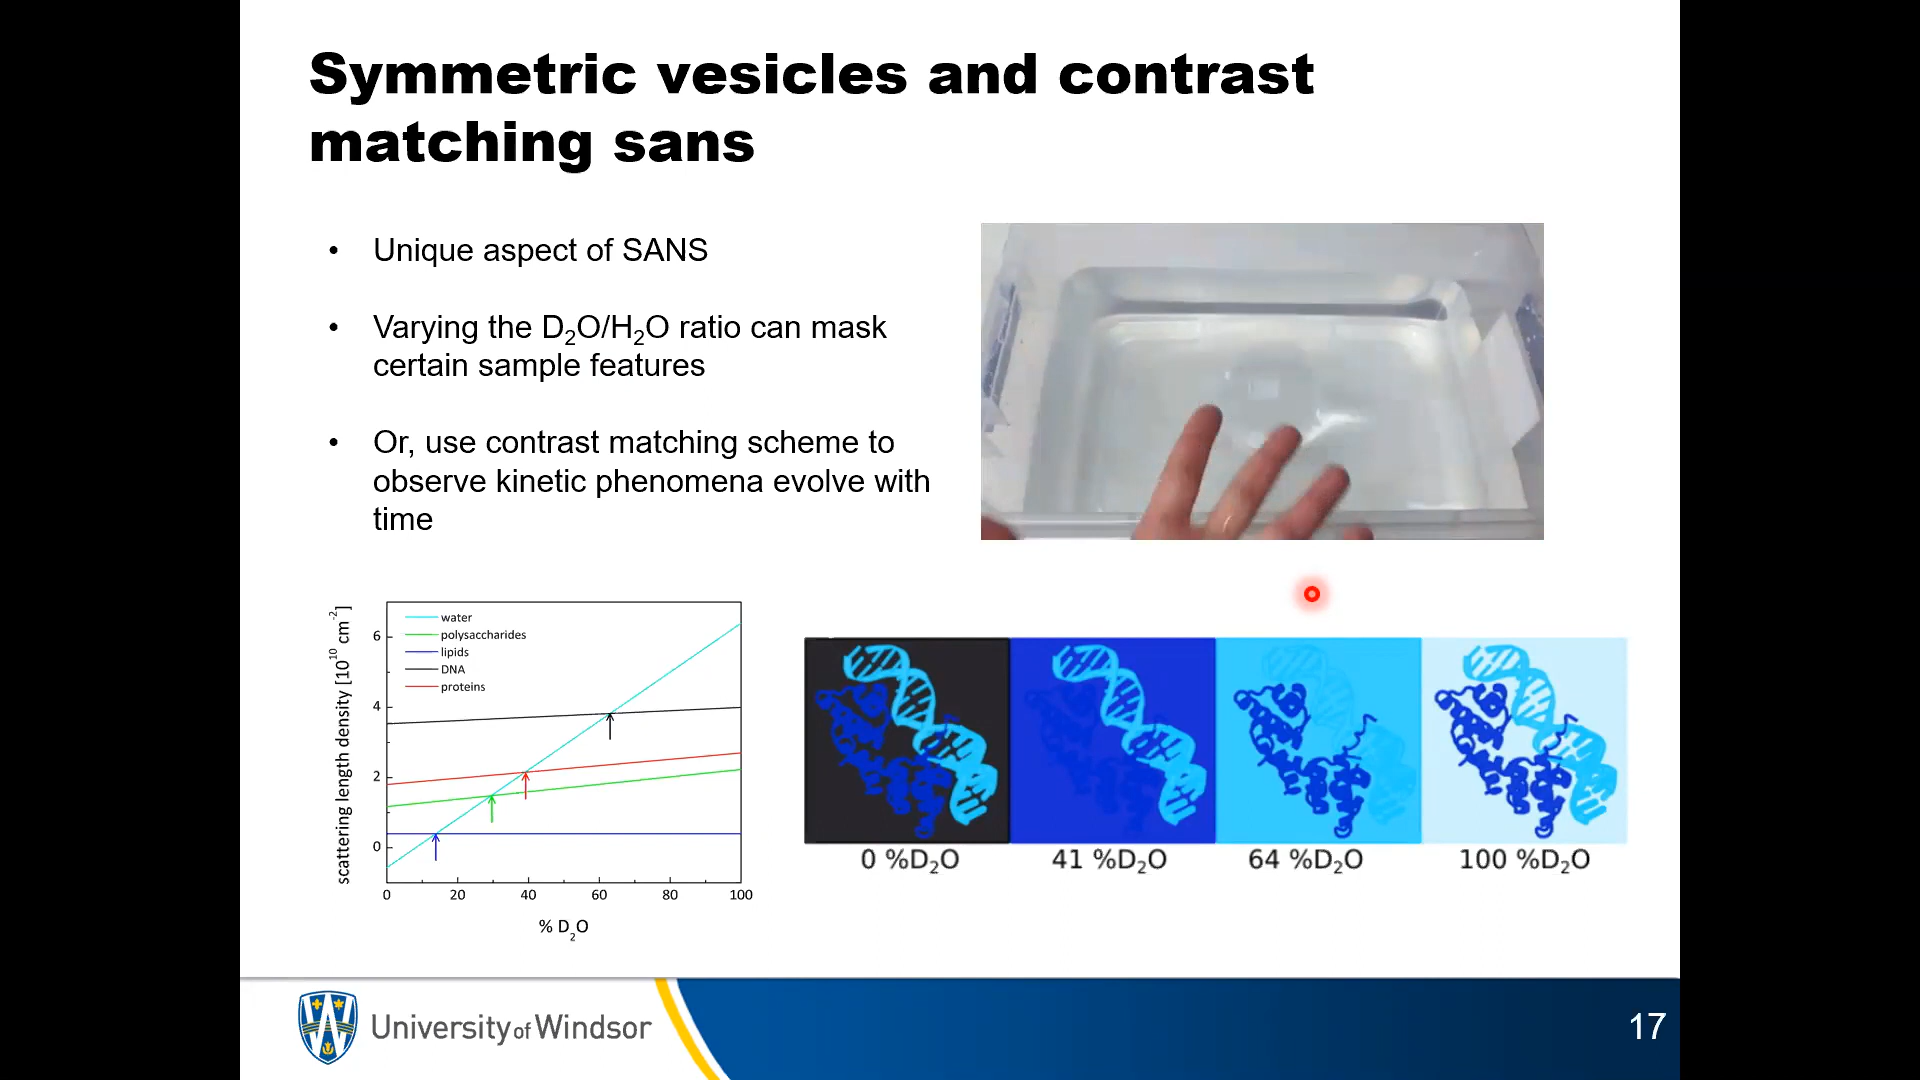 Symmetric vesicles and contrast
matching sans
• Unique aspect of SANS
• Varying the D₂O/H₂O ratio can mask
certain sample features
• Or, use contrast matching scheme to
observe kinetic phenomena evolve with
time
scattering length density [10¹⁰ cm⁻²]
6
4
2
0
water
polysaccharides
lipids
DNA
proteins
0 20 40 60 80 100
% D₂O
0 %D₂O 41 %D₂O 64 %D₂O 100 %D₂O
University of Windsor
17